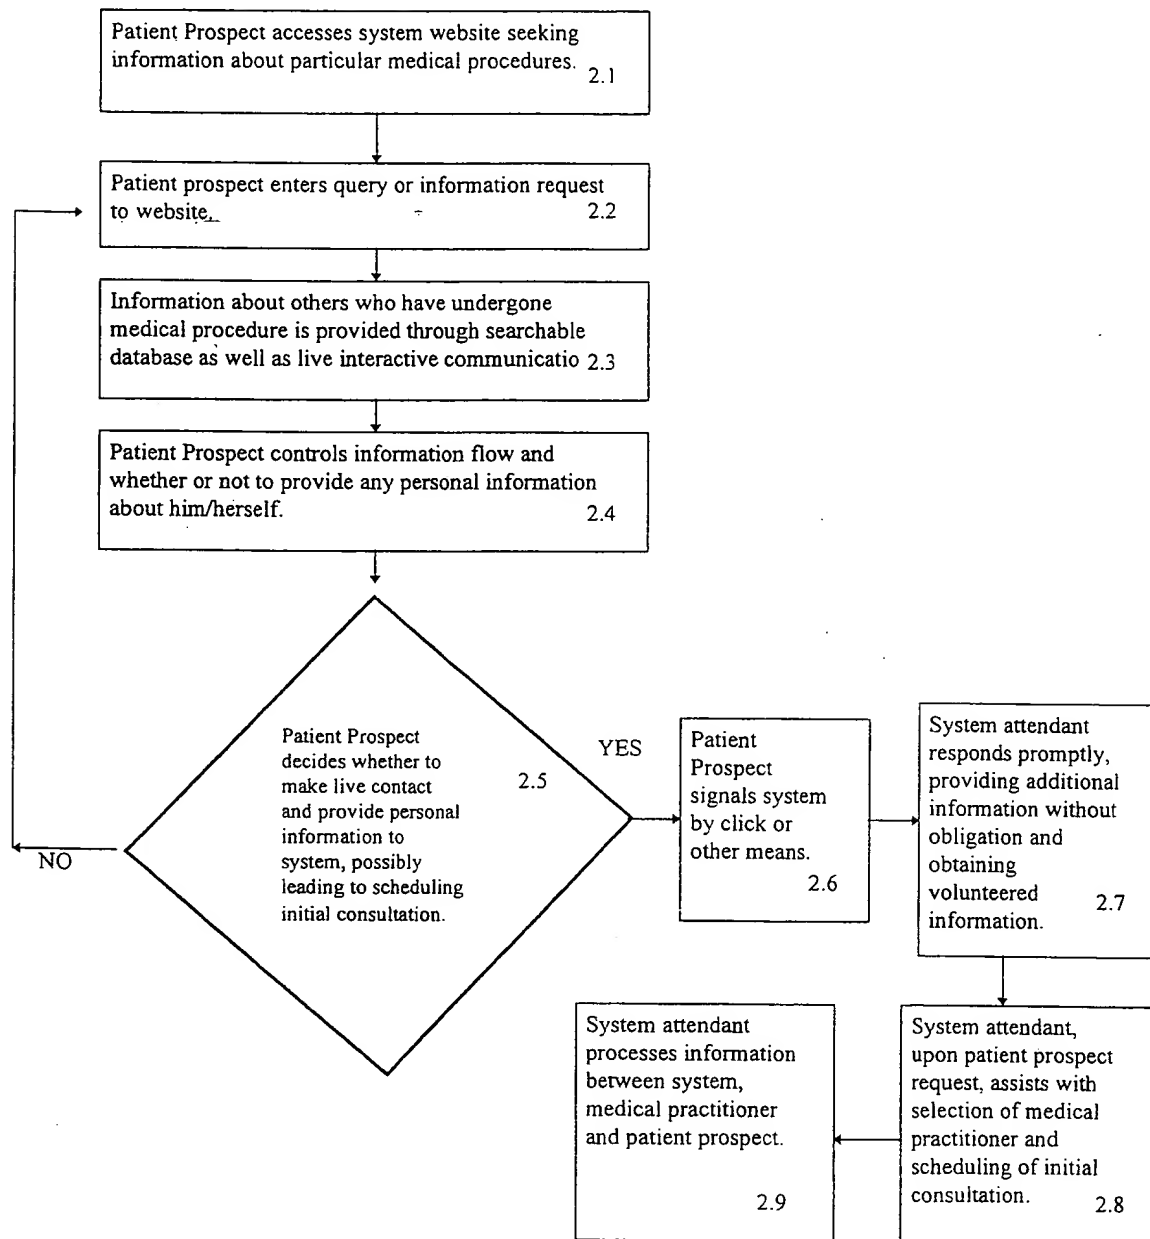 Patient Prospect accesses system website seeking
information about particular medical procedures.
2.1
Patient prospect enters query or information request
to website.
2.2
Information about others who have undergone
medical procedure is provided through searchable
database as well as live interactive communicatio 2.3
Patient Prospect controls information flow and
whether or not to provide any personal information
about him/herself.
2.4
Patient Prospect
decides whether to
make live contact
and provide personal
information to
system, possibly
leading to scheduling
initial consultation.
2.5
YES
NO
Patient
Prospect
signals system
by click or
other means.
2.6
System attendant
responds promptly,
providing additional
information without
obligation and
obtaining
volunteered
information.
2.7
System attendant,
upon patient prospect
request, assists with
selection of medical
practitioner and
scheduling of initial
consultation.
2.8
System attendant
processes information
between system,
medical practitioner
and patient prospect.
2.9